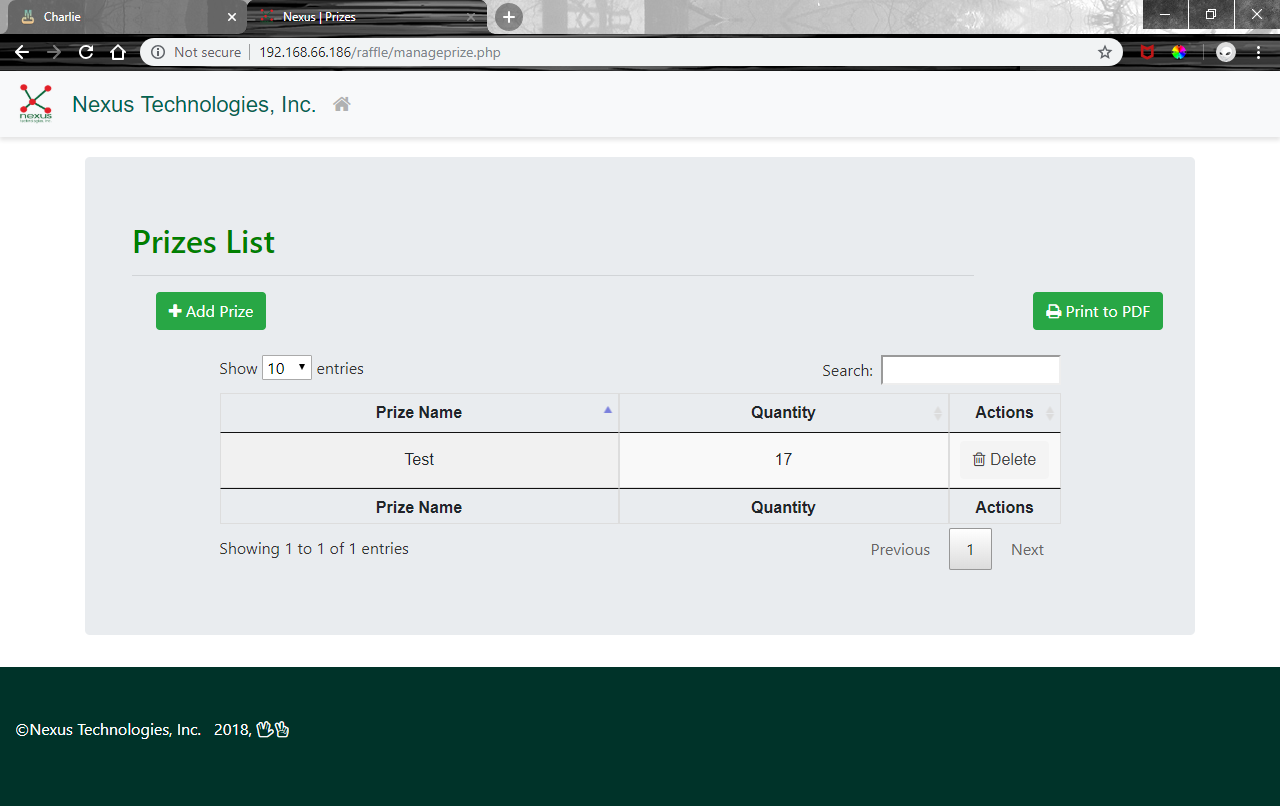 Charlie
Nexus | Prizes
Not secure 192.168.66.186/raffle/manageprize.php
nexus
Nexus Technologies, Inc.
Prizes List
Add Prize
Print to PDF
Show 10 entries
Search:
Prize Name Quantity Actions
Test 17 Delete
Prize Name Quantity Actions
Showing 1 to 1 of 1 entries
Previous 1 Next
©Nexus Technologies, Inc. 2018,